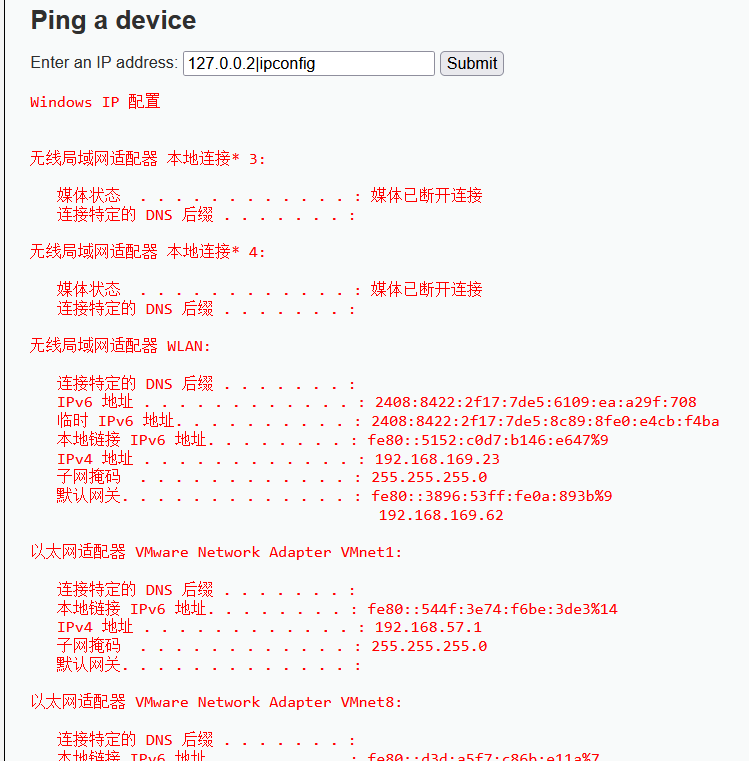 Ping a device
Enter an IP address: 127.0.0.2|ipconfig Submit
Windows IP 配置
无线局域网适配器 本地连接* 3:
媒体状态 . . . . . . . . . . . . : 媒体已断开连接
连接特定的 DNS 后缀 . . . . . . . :
无线局域网适配器 本地连接* 4:
媒体状态 . . . . . . . . . . . . : 媒体已断开连接
连接特定的 DNS 后缀 . . . . . . . :
无线局域网适配器 WLAN:
连接特定的 DNS 后缀 . . . . . . . :
IPv6 地址 . . . . . . . . . . . . : 2408:8422:2f17:7de5:6109:ea:a29f:708
临时 IPv6 地址. . . . . . . . . . : 2408:8422:2f17:7de5:8c89:8fe0:e4cb:f4ba
本地链接 IPv6 地址. . . . . . . . : fe80::5152:c0d7:b146:e647%9
IPv4 地址 . . . . . . . . . . . . : 192.168.169.23
子网掩码 . . . . . . . . . . . . : 255.255.255.0
默认网关. . . . . . . . . . . . . : fe80::3896:53ff:fe0a:893b%9
192.168.169.62
以太网适配器 VMware Network Adapter VMnet1:
连接特定的 DNS 后缀 . . . . . . . :
本地链接 IPv6 地址. . . . . . . . : fe80::544f:3e74:f6be:3de3%14
IPv4 地址 . . . . . . . . . . . . : 192.168.57.1
子网掩码 . . . . . . . . . . . . : 255.255.255.0
默认网关. . . . . . . . . . . . . :
以太网适配器 VMware Network Adapter VMnet8:
连接特定的 DNS 后缀 . . . . . . . :
本地链接 IPv6 地址. . . . . . . . : fe80::d3d:a5f7:c86b:e11a%7